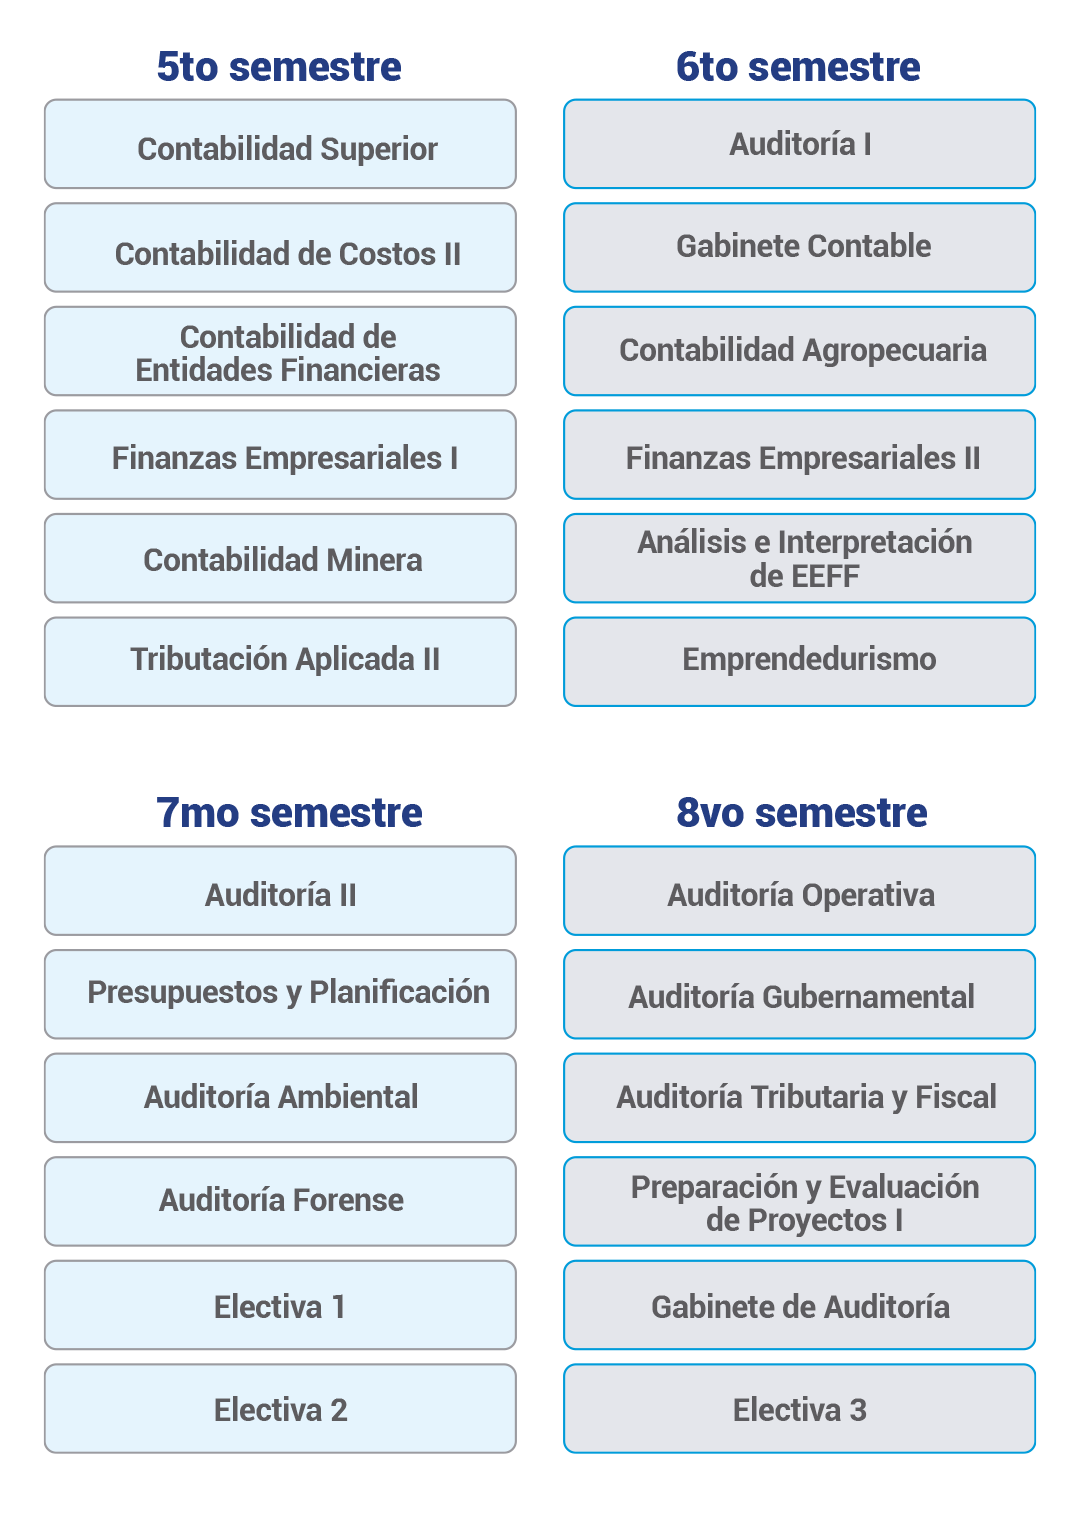 5to semestre
Contabilidad Superior
Contabilidad de Costos II
Contabilidad de
Entidades Financieras
Finanzas Empresariales I
Contabilidad Minera
Tributación Aplicada II
6to semestre
Auditoría I
Gabinete Contable
Contabilidad Agropecuaria
Finanzas Empresariales II
Análisis e Interpretación
de EEFF
Emprendedurismo
7mo semestre
Auditoría II
Presupuestos y Planificación
Auditoría Ambiental
Auditoría Forense
Electiva 1
Electiva 2
8vo semestre
Auditoría Operativa
Auditoría Gubernamental
Auditoría Tributaria y Fiscal
Preparación y Evaluación
de Proyectos I
Gabinete de Auditoría
Electiva 3